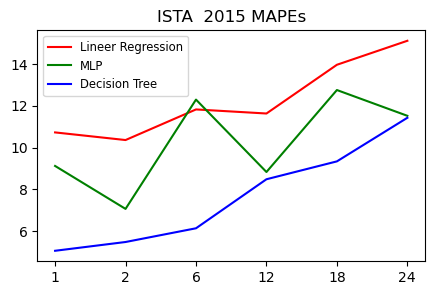 ISTA  2015 MAPEs
Lineer Regression
MLP
Decision Tree
14
12
10
8
6
1 2 6 12 18 24